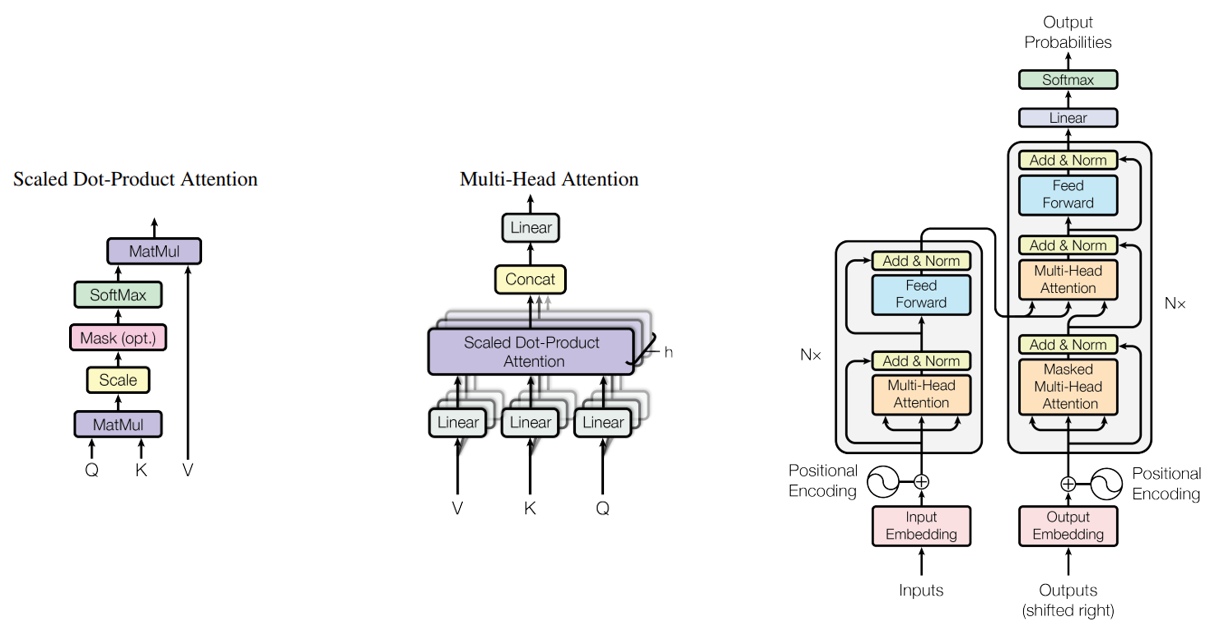 Scaled Dot-Product Attention
MatMul
SoftMax
Mask (opt.)
Scale
MatMul
Q K V
Multi-Head Attention
Linear
Concat
Scaled Dot-Product
Attention
h
Linear Linear Linear
V K Q
Output
Probabilities
Softmax
Linear
Add & Norm
Feed
Forward
Add & Norm
Multi-Head
Attention
Add & Norm
Masked
Multi-Head
Attention
N×
Positional
Encoding
Output
Embedding
Outputs
(shifted right)
Add & Norm
Feed
Forward
Add & Norm
Multi-Head
Attention
N×
Positional
Encoding
Input
Embedding
Inputs